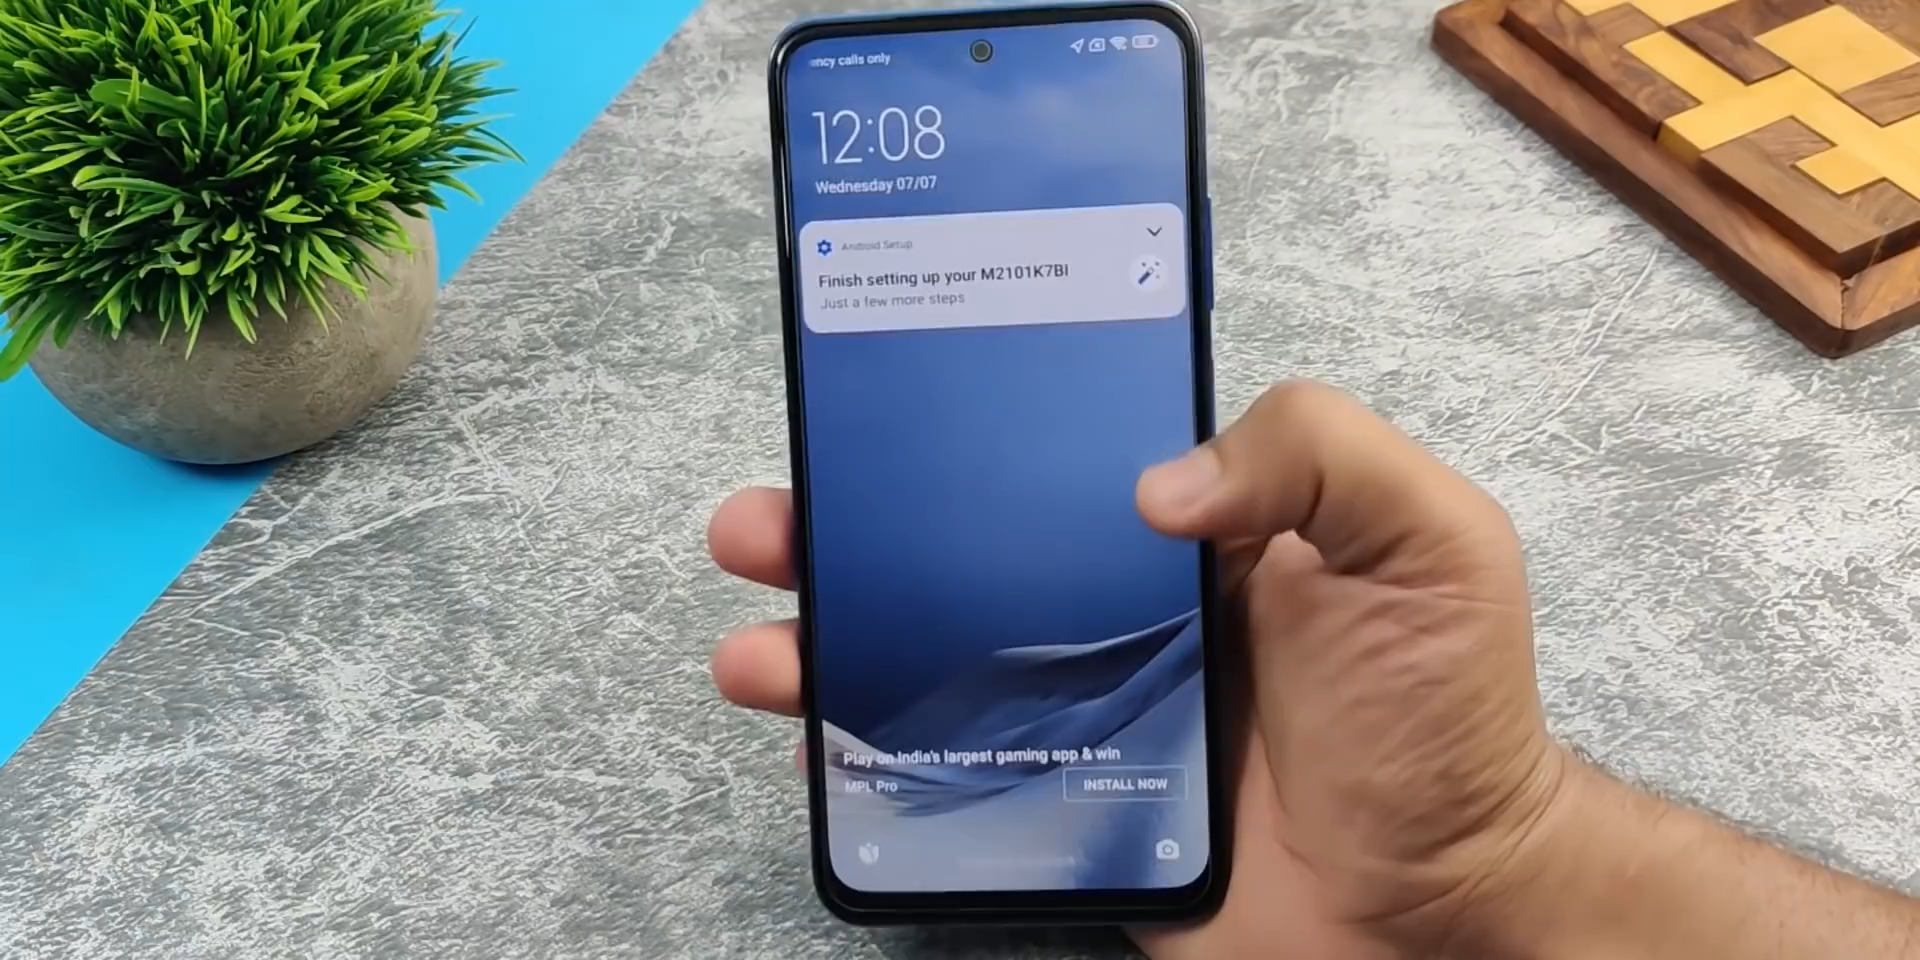 ncy calls only
12:08
Wednesday 07/07
Android Setup
Finish setting up your M2101K7BI
Just a few more steps
Play on India's largest gaming app & win
MPL Pro
INSTALL NOW